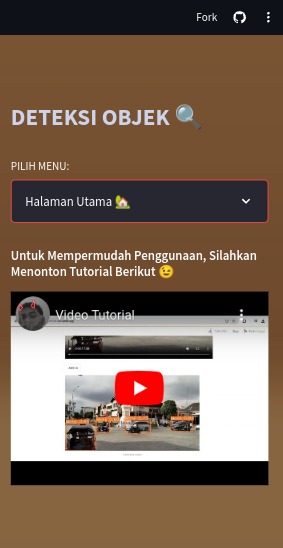 Fork
DETEKSI OBJEK 🔍
PILIH MENU:
Halaman Utama 🏡
Untuk Mempermudah Penggunaan, Silahkan
Menonton Tutorial Berikut 😉
Video Tutorial